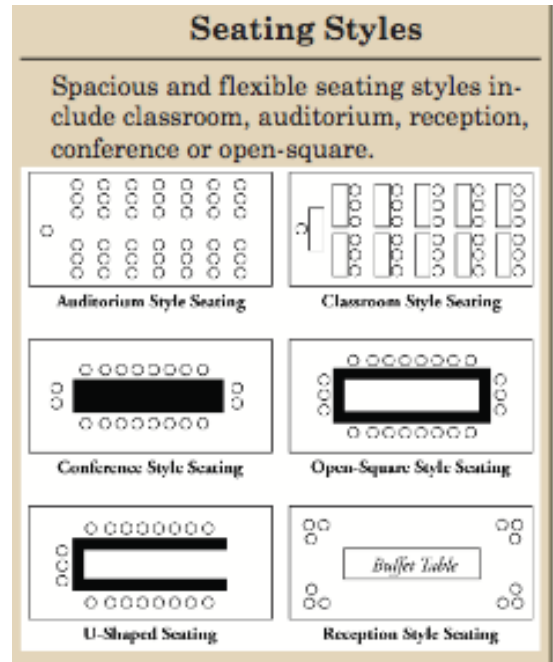 Seating Styles
Spacious and flexible seating styles in-
clude classroom, auditorium, reception,
conference or open-square.
Auditorium Style Seating
Classroom Style Seating
Conference Style Seating
Open-Square Style Seating
Buffet Table
U-Shaped Seating
Reception Style Seating